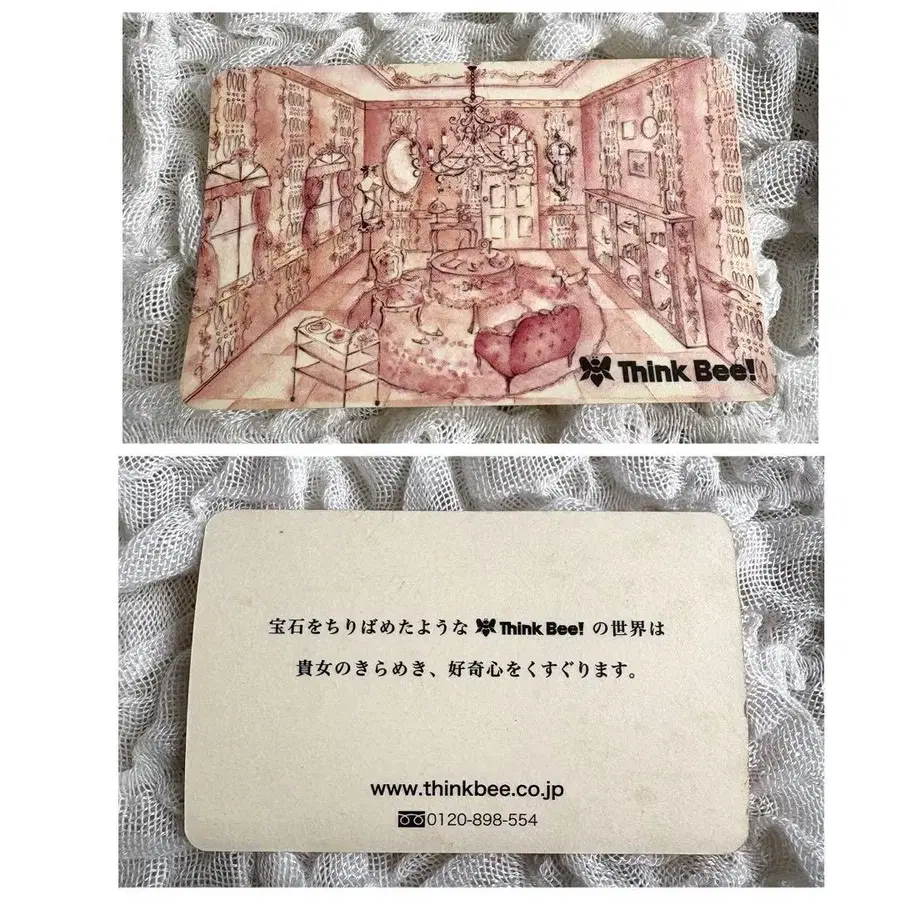 Think Bee!
宝石をちりばめたような Think Bee! の世界は
貴女のきらめき、好奇心をくすぐります。
www.thinkbee.co.jp
0120-898-554